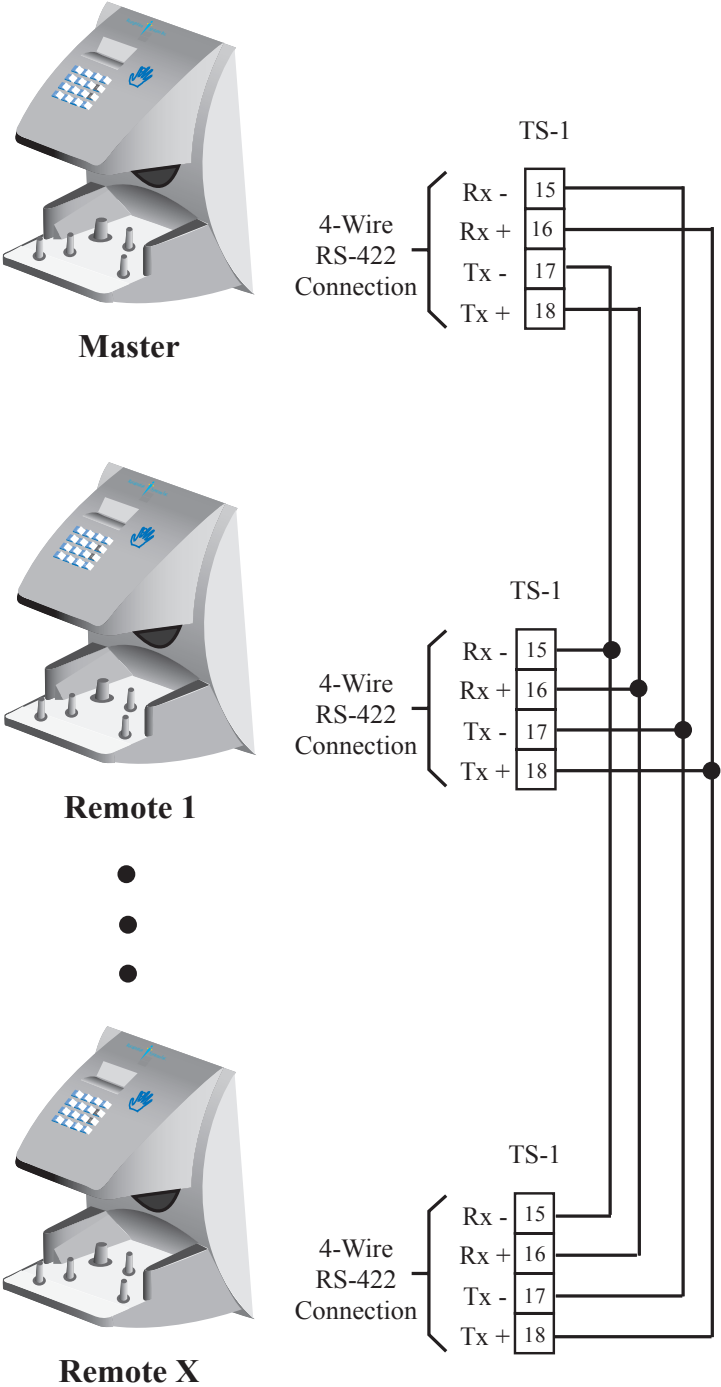 TS-1
4-Wire
RS-422
Connection
Rx - 15
Rx + 16
Tx - 17
Tx + 18
Master
TS-1
4-Wire
RS-422
Connection
Rx - 15
Rx + 16
Tx - 17
Tx + 18
Remote 1
TS-1
4-Wire
RS-422
Connection
Rx - 15
Rx + 16
Tx - 17
Tx + 18
Remote X